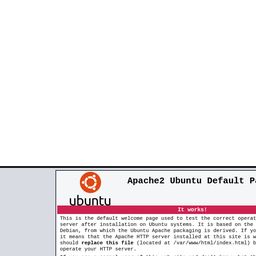 Apache2 Ubuntu Default P
ubuntu
It works!
This is the default welcome page used to test the correct operat
server after installation on Ubuntu systems. It is based on the
Debian, from which the Ubuntu Apache packaging is derived. If yo
it means that the Apache HTTP server installed at this site is w
should replace this file (located at /var/www/html/index.html) b
operate your HTTP server.